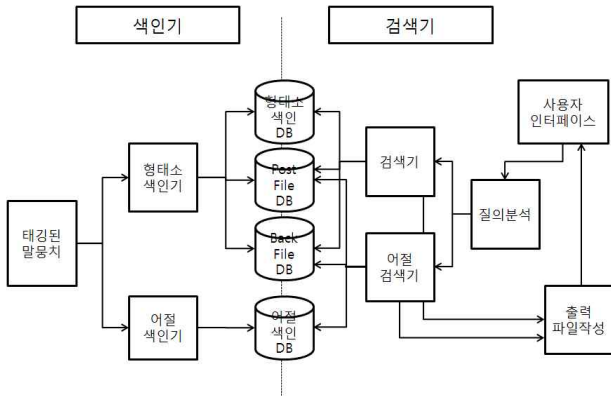 색인기
검색기
형태소
색인
DB
사용자
인터페이스
형태소
색인기
Post
File
DB
검색기
태깅된
말뭉치
질의분석
Back
File
DB
어절
검색기
어절
색인기
어절
색인
DB
출력
파일작성